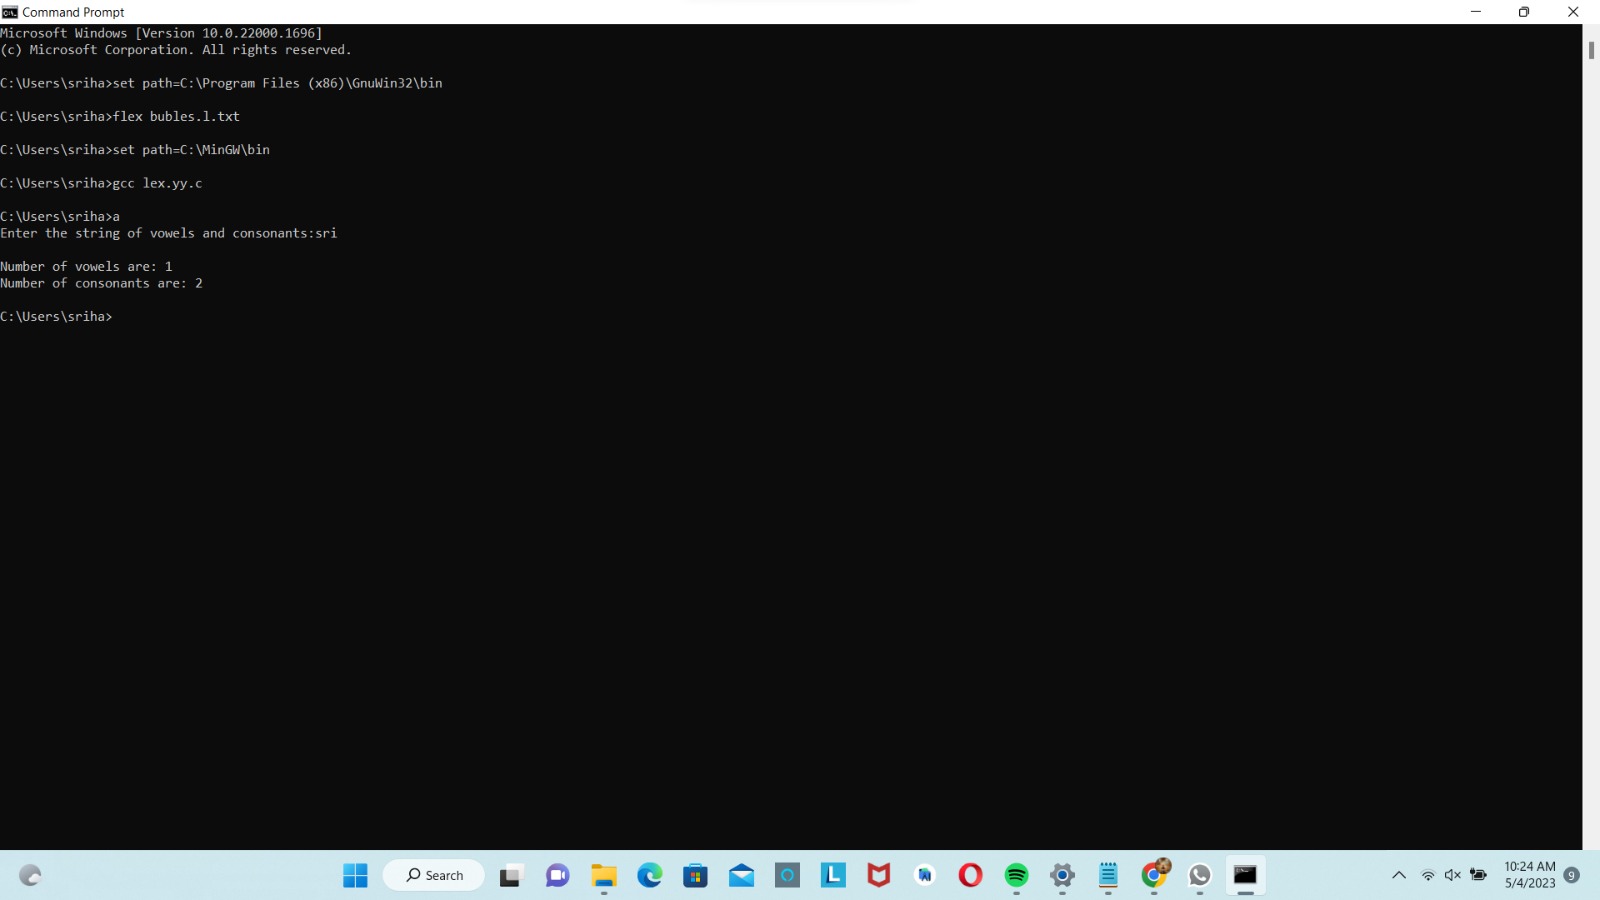 Command Prompt
Microsoft Windows [Version 10.0.22000.1696]
(c) Microsoft Corporation. All rights reserved.
C:\Users\sriha>set path=C:\Program Files (x86)\GnuWin32\bin
C:\Users\sriha>flex bubles.l.txt
C:\Users\sriha>set path=C:\MinGW\bin
C:\Users\sriha>gcc lex.yy.c
C:\Users\sriha>a
Enter the string of vowels and consonants:sri
Number of vowels are: 1
Number of consonants are: 2
C:\Users\sriha>
Search
10:24 AM
5/4/2023
9